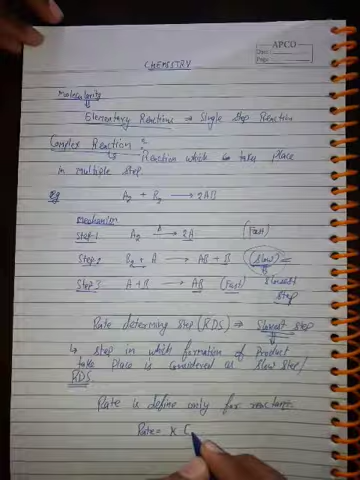 APCO
Date :
Page
CHEMISTRY
Molecularity
Elementary Reactions ⇒ Single Step Reaction
Complex Reaction :
Reaction which is takes place
in multiple step.
Eg A₂ + B₂ → 2AB
Mechanism
Step-1 A₂ →Δ 2A (Fast)
Step-2 B₂ + A → AB + B (Slow) =
Step 3 A + B → AB (Fast) Slowest
step
Rate determing Step (RDS) ⇒ Slowest step
↳ step in which formation of Product
take place is considered as slow step/
RDS.
Rate is define only for reactants
Rate = K [